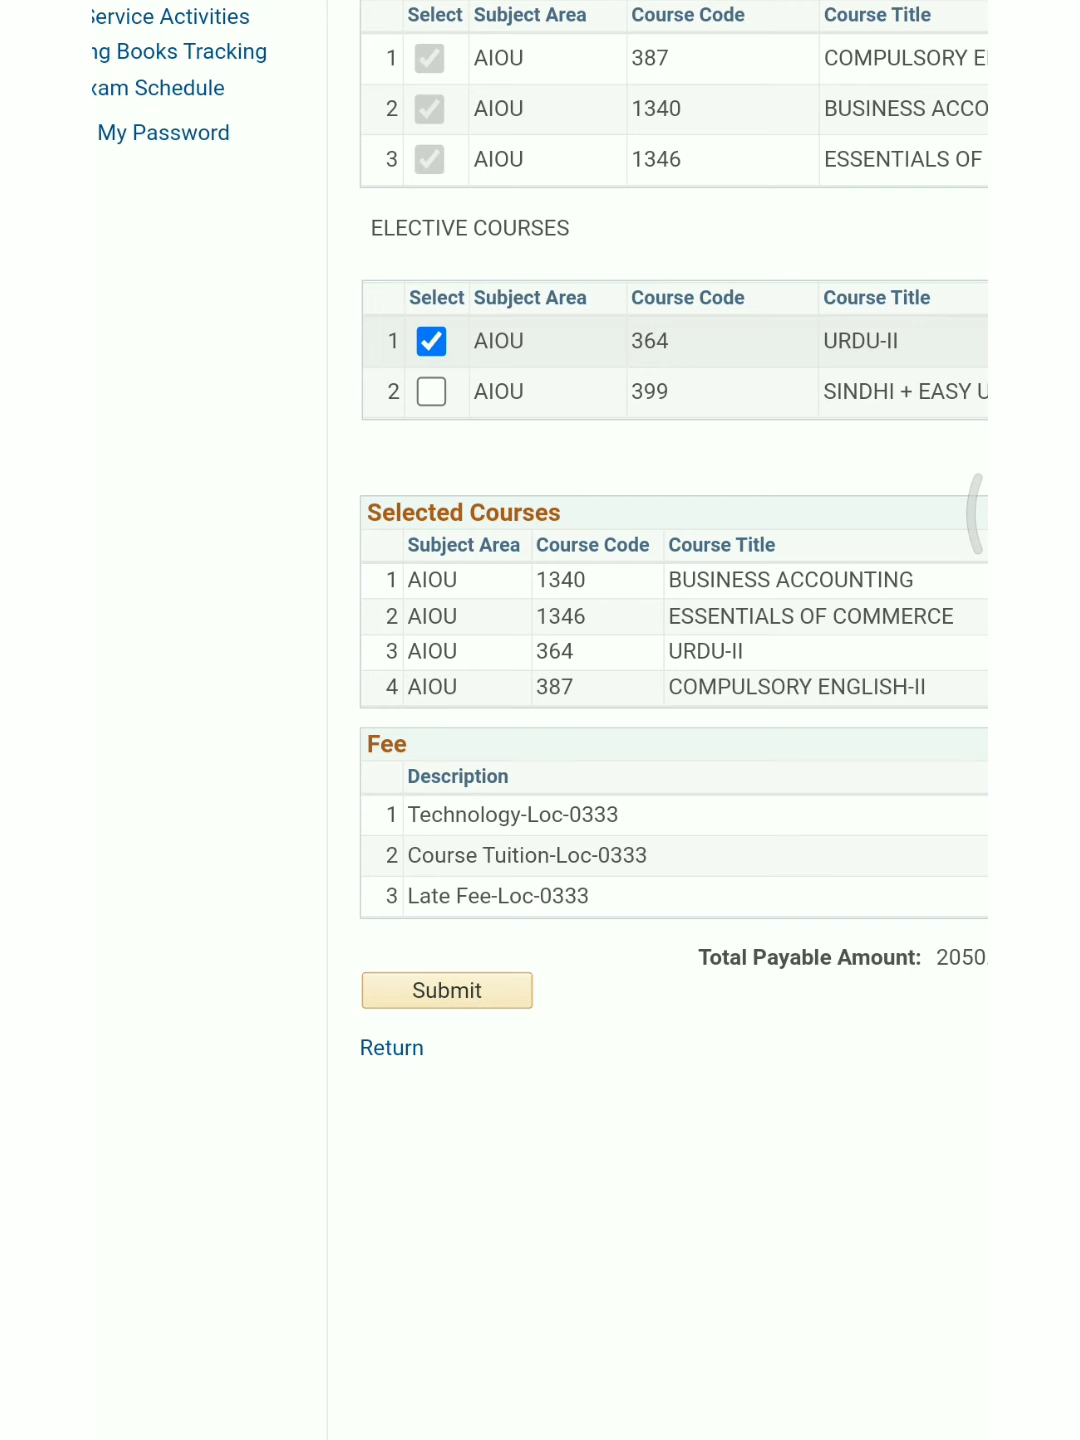 Service Activities
ng Books Tracking
xam Schedule
My Password
Select Subject Area Course Code Course Title
1 AIOU 387 COMPULSORY E
2 AIOU 1340 BUSINESS ACCO
3 AIOU 1346 ESSENTIALS OF
ELECTIVE COURSES
Select Subject Area Course Code Course Title
1 AIOU 364 URDU-II
2 AIOU 399 SINDHI + EASY U
Selected Courses
Subject Area Course Code Course Title
1 AIOU 1340 BUSINESS ACCOUNTING
2 AIOU 1346 ESSENTIALS OF COMMERCE
3 AIOU 364 URDU-II
4 AIOU 387 COMPULSORY ENGLISH-II
Fee
Description
1 Technology-Loc-0333
2 Course Tuition-Loc-0333
3 Late Fee-Loc-0333
Total Payable Amount: 2050.
Submit
Return